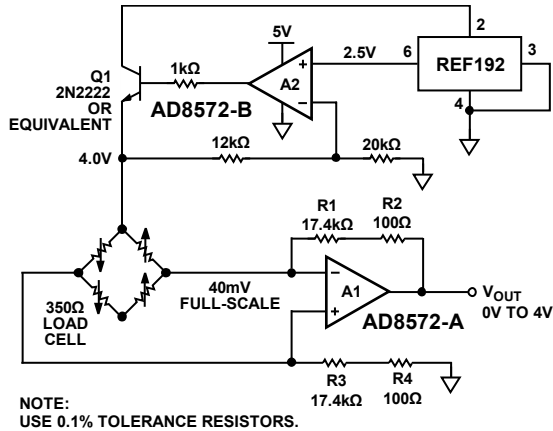 5V
2
6
3
REF192
4
2.5V
1kΩ
A2
+
−
Q1
2N2222
OR
EQUIVALENT
AD8572-B
12kΩ
20kΩ
4.0V
R1
17.4kΩ
R2
100Ω
40mV
FULL-SCALE
−
A1
+
350Ω
LOAD
CELL
VOUT
0V TO 4V
AD8572-A
R3
17.4kΩ
R4
100Ω
NOTE:
USE 0.1% TOLERANCE RESISTORS.